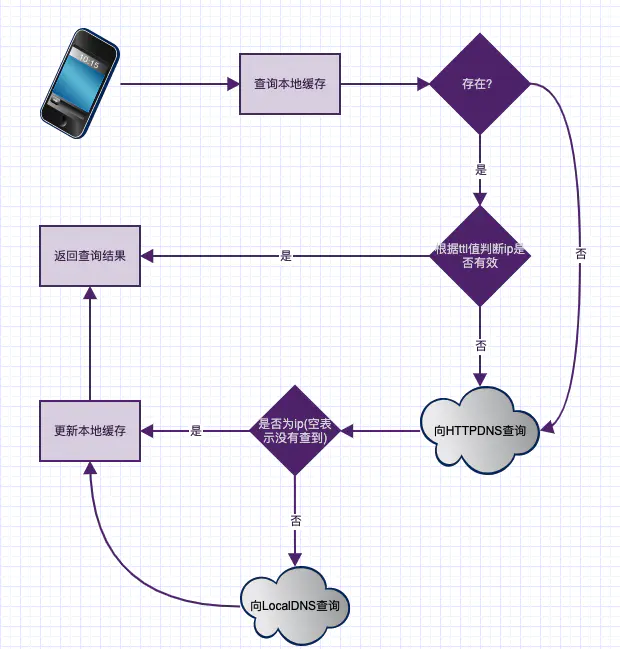 10:15
查询本地缓存
存在?
是
根据ttl值判断ip是
否有效
是
返回查询结果
否
否
向HTTPDNS查询
是否为ip(空表
示没有查到)
是
更新本地缓存
否
向LocalDNS查询